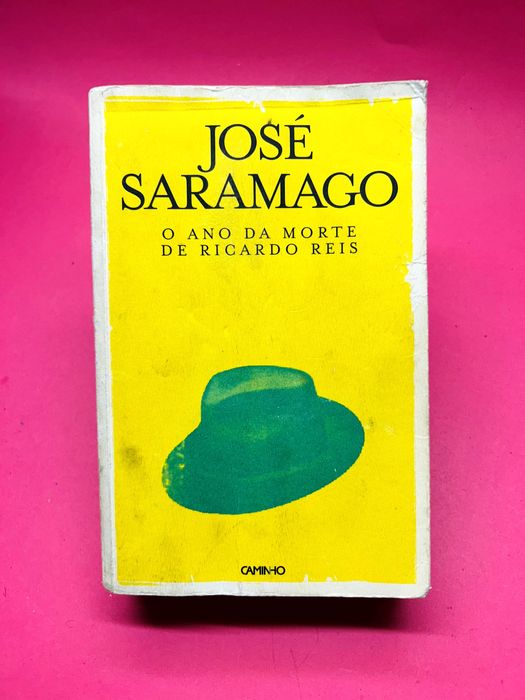 JOSÉ
SARAMAGO
O ANO DA MORTE
DE RICARDO REIS
CAMINHO